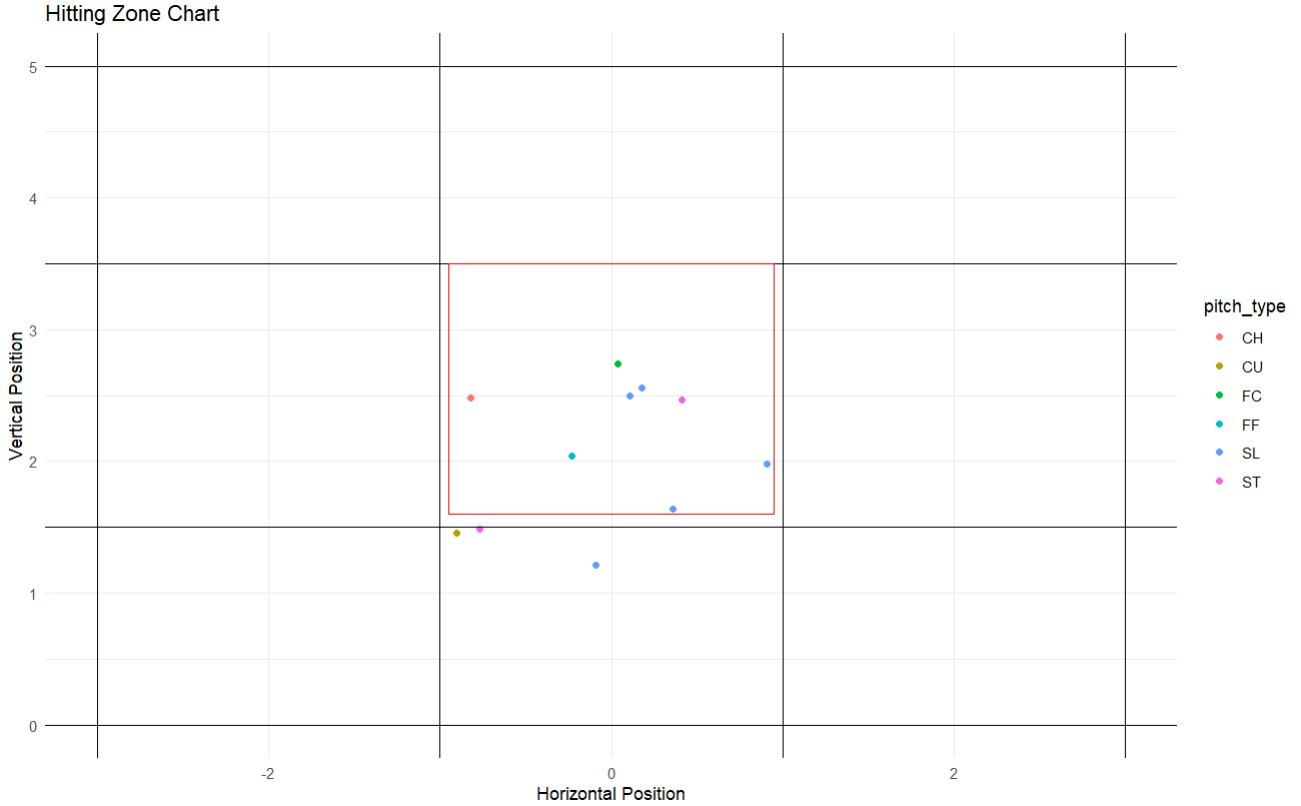 Hitting Zone Chart
5
4
3
2
1
0
Vertical Position
-2
0
2
Horizontal Position
pitch_type
CH
CU
FC
FF
SL
ST